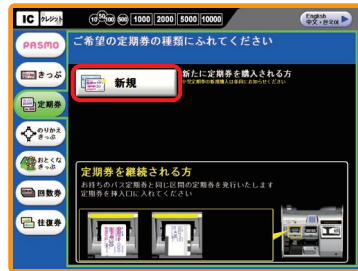 IC クレジット
10 50 100 500 1000 2000 5000 10000
English
中文・한국어
PASMO
ご希望の定期券の種類にふれてください
きっぷ
新規
新たに定期券を購入される方
定期券
のりかえ
きっぷ
おとくな
きっぷ
定期券を継続される方
お持ちのパス定期券と同じ区間の定期券を発行いたします
定期券を挿入口に入れてください
回数券
往復券